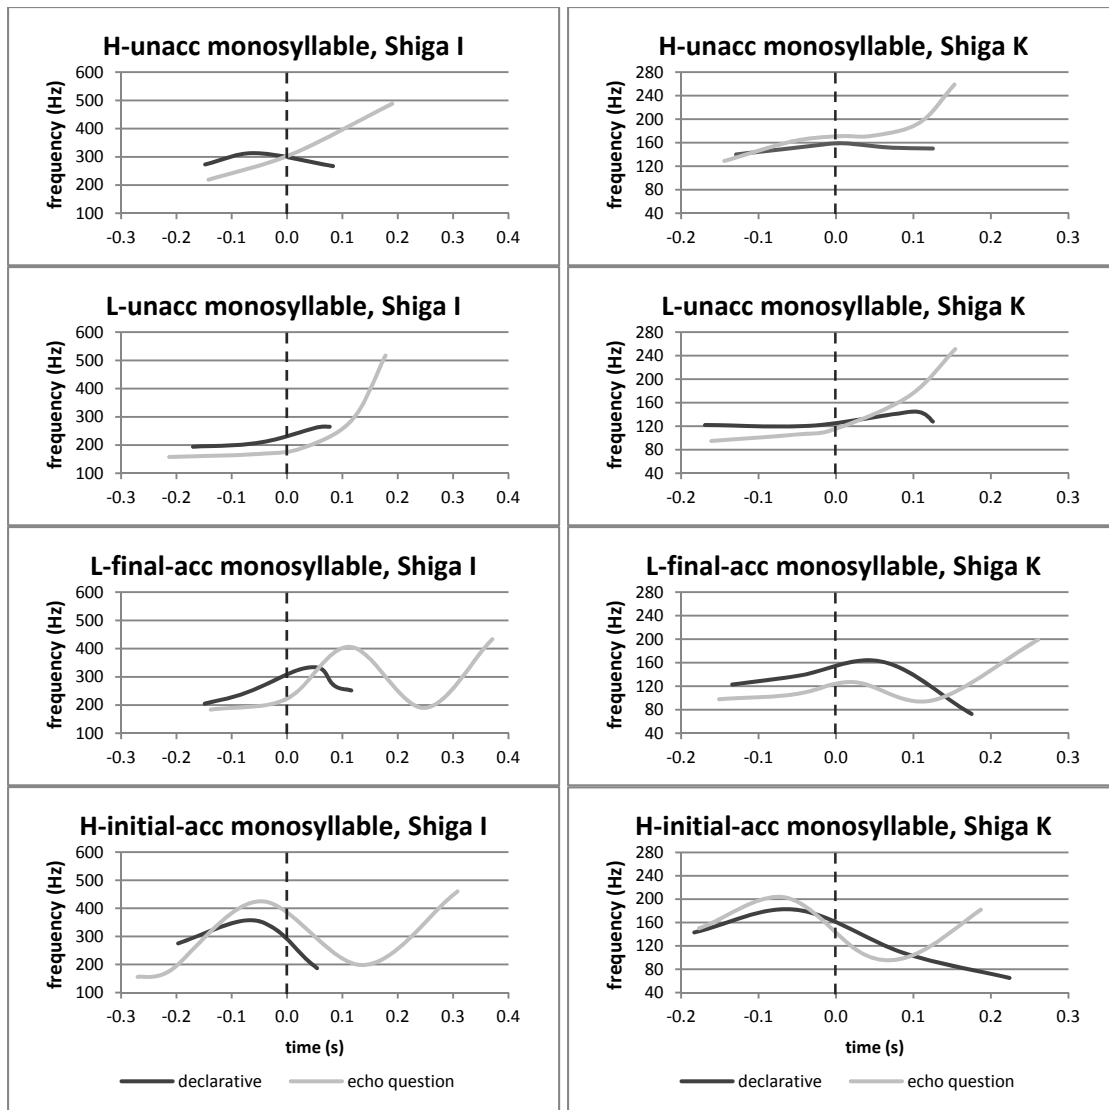 H-unacc monosyllable, Shiga I
frequency (Hz)
600
500
400
300
200
100
-0.3 -0.2 -0.1 0.0 0.1 0.2 0.3 0.4
H-unacc monosyllable, Shiga K
frequency (Hz)
280
240
200
160
120
80
40
-0.2 -0.1 0.0 0.1 0.2 0.3
L-unacc monosyllable, Shiga I
frequency (Hz)
600
500
400
300
200
100
-0.3 -0.2 -0.1 0.0 0.1 0.2 0.3 0.4
L-unacc monosyllable, Shiga K
frequency (Hz)
280
240
200
160
120
80
40
-0.2 -0.1 0.0 0.1 0.2 0.3
L-final-acc monosyllable, Shiga I
frequency (Hz)
600
500
400
300
200
100
-0.3 -0.2 -0.1 0.0 0.1 0.2 0.3 0.4
L-final-acc monosyllable, Shiga K
frequency (Hz)
280
240
200
160
120
80
40
-0.2 -0.1 0.0 0.1 0.2 0.3
H-initial-acc monosyllable, Shiga I
frequency (Hz)
600
500
400
300
200
100
-0.3 -0.2 -0.1 0.0 0.1 0.2 0.3 0.4
time (s)
declarative echo question
H-initial-acc monosyllable, Shiga K
frequency (Hz)
280
240
200
160
120
80
40
-0.2 -0.1 0.0 0.1 0.2 0.3
time (s)
declarative echo question